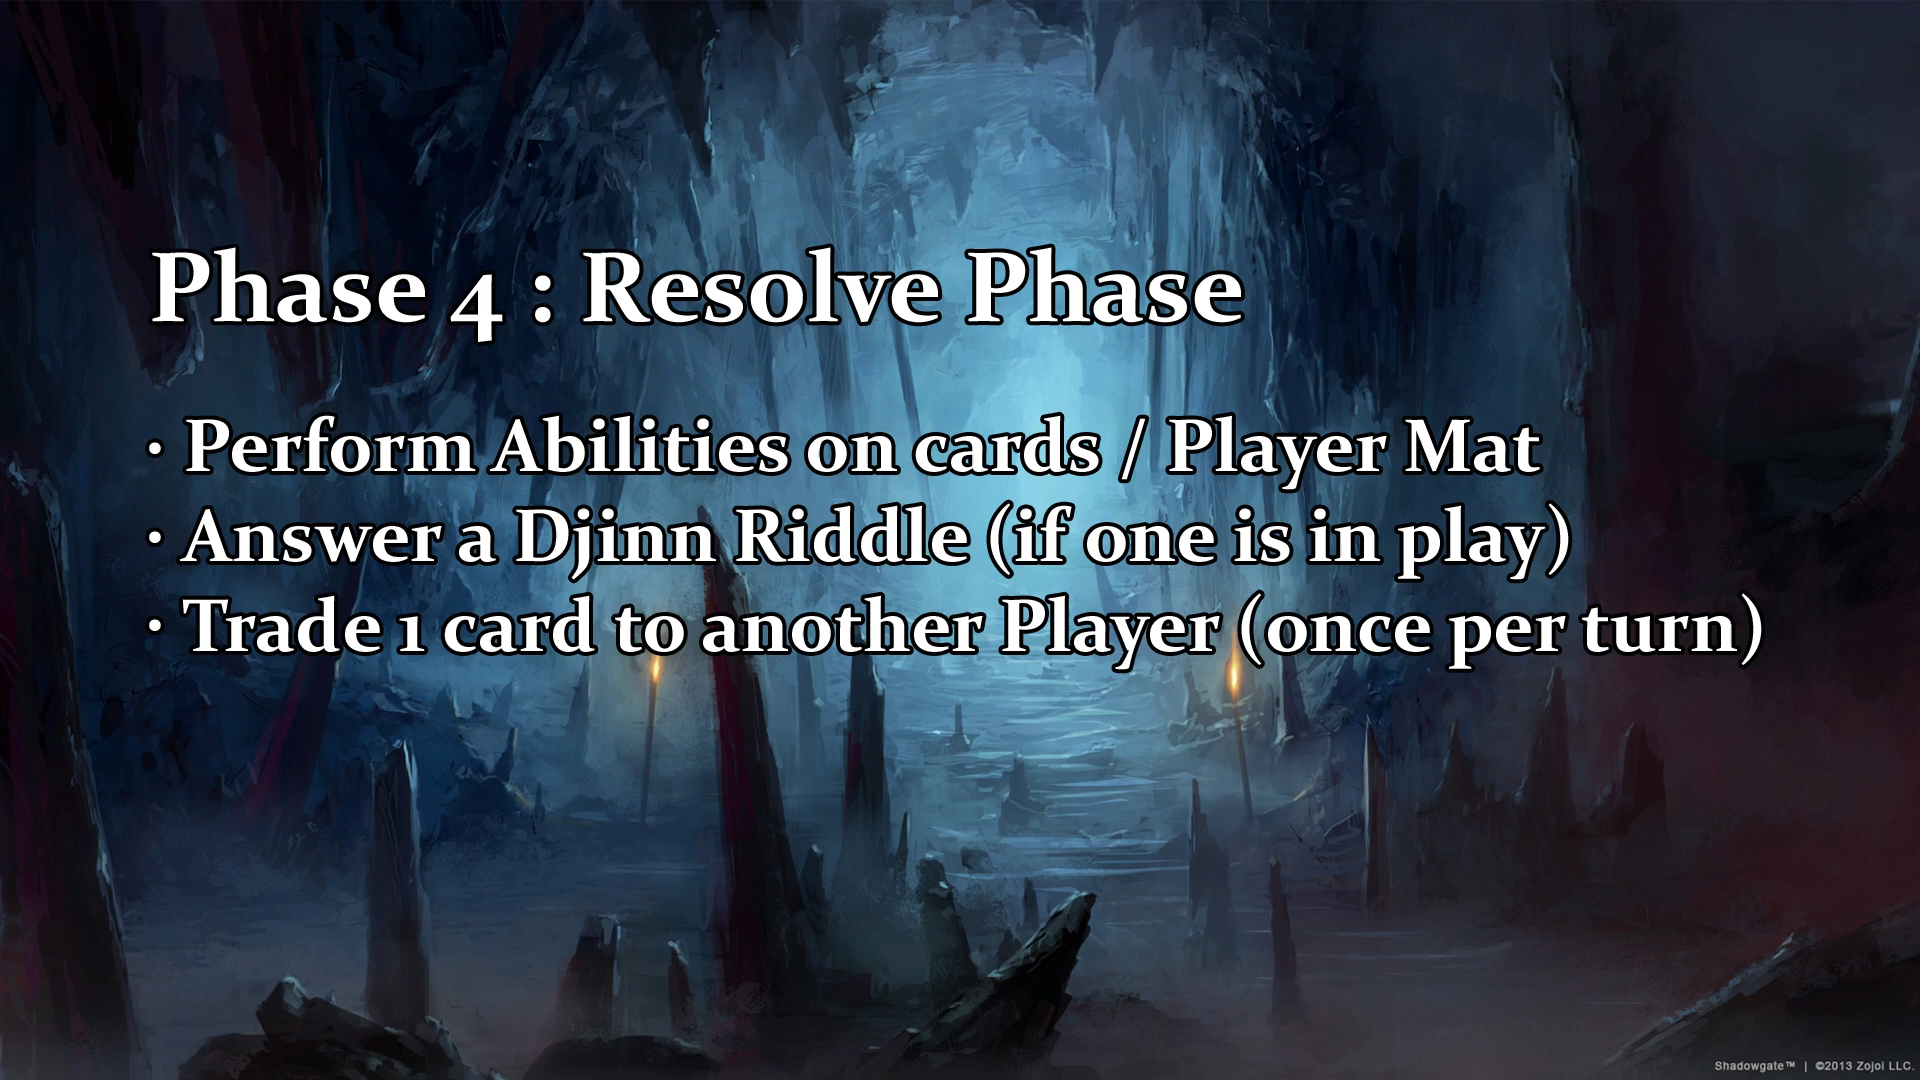 Phase 4 : Resolve Phase
· Perform Abilities on cards / Player Mat
· Answer a Djinn Riddle (if one is in play)
· Trade 1 card to another Player (once per turn)
Shadowgate™ | ©2013 Zojoi LLC.